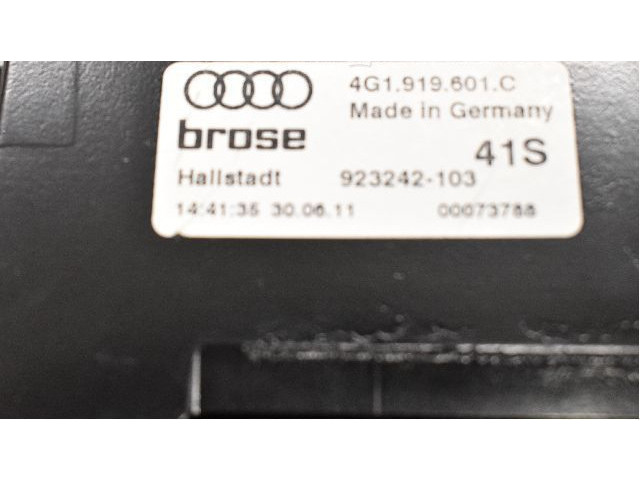 4G1.919.601.C
Made in Germany
brose
41S
Hallstadt 923242-103
14:41:35 30.06.11 00073788